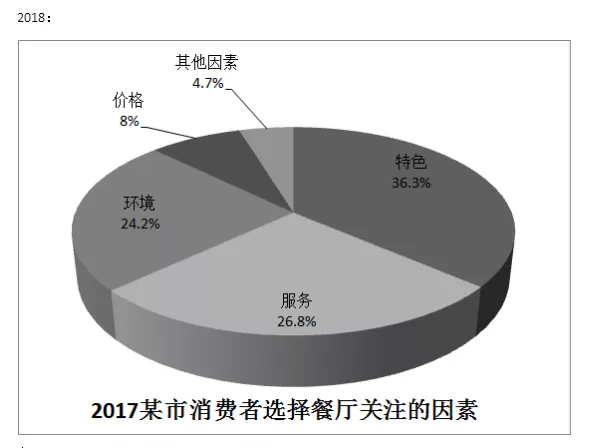 2018：
其他因素
4.7%
价格
8%
特色
36.3%
环境
24.2%
服务
26.8%
2017某市消费者选择餐厅关注的因素